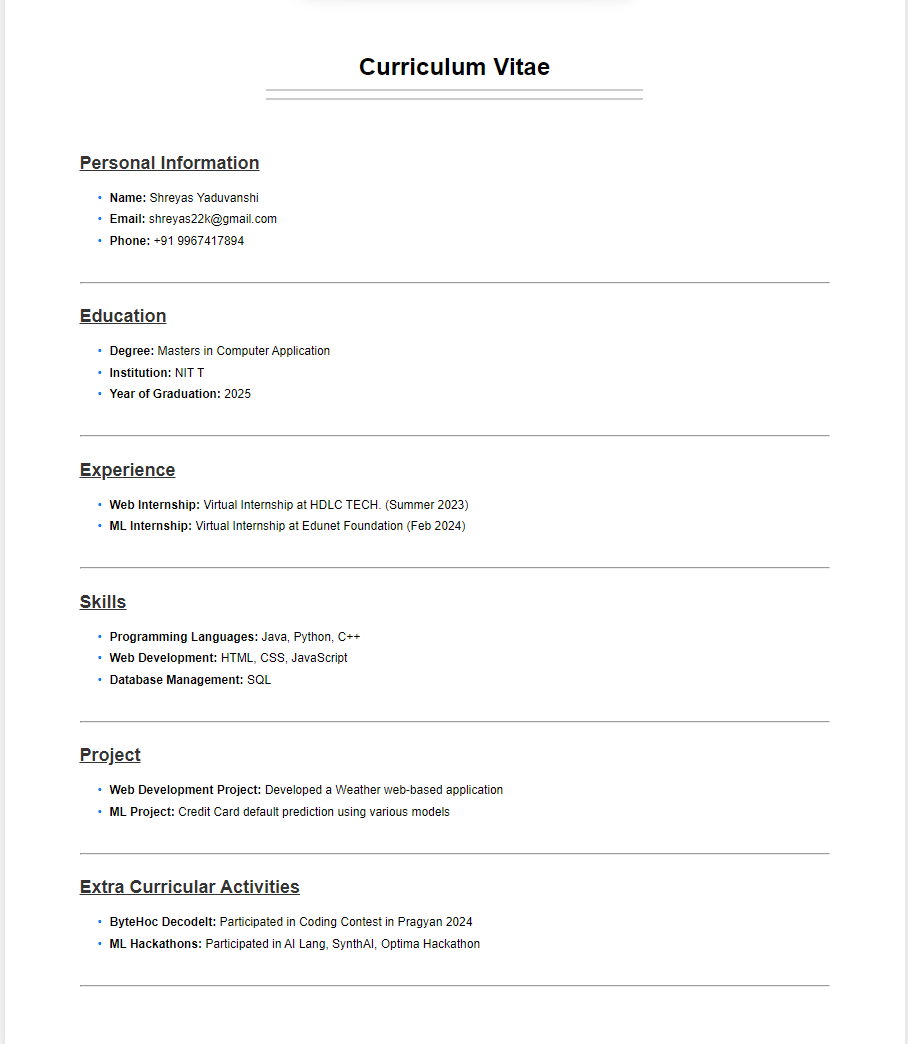 Curriculum Vitae
Personal Information
• Name: Shreyas Yaduvanshi
• Email: shreyas22k@gmail.com
• Phone: +91 9967417894
Education
• Degree: Masters in Computer Application
• Institution: NIT T
• Year of Graduation: 2025
Experience
• Web Internship: Virtual Internship at HDLC TECH. (Summer 2023)
• ML Internship: Virtual Internship at Edunet Foundation (Feb 2024)
Skills
• Programming Languages: Java, Python, C++
• Web Development: HTML, CSS, JavaScript
• Database Management: SQL
Project
• Web Development Project: Developed a Weather web-based application
• ML Project: Credit Card default prediction using various models
Extra Curricular Activities
• ByteHoc DecodeIt: Participated in Coding Contest in Pragyan 2024
• ML Hackathons: Participated in AI Lang, SynthAI, Optima Hackathon